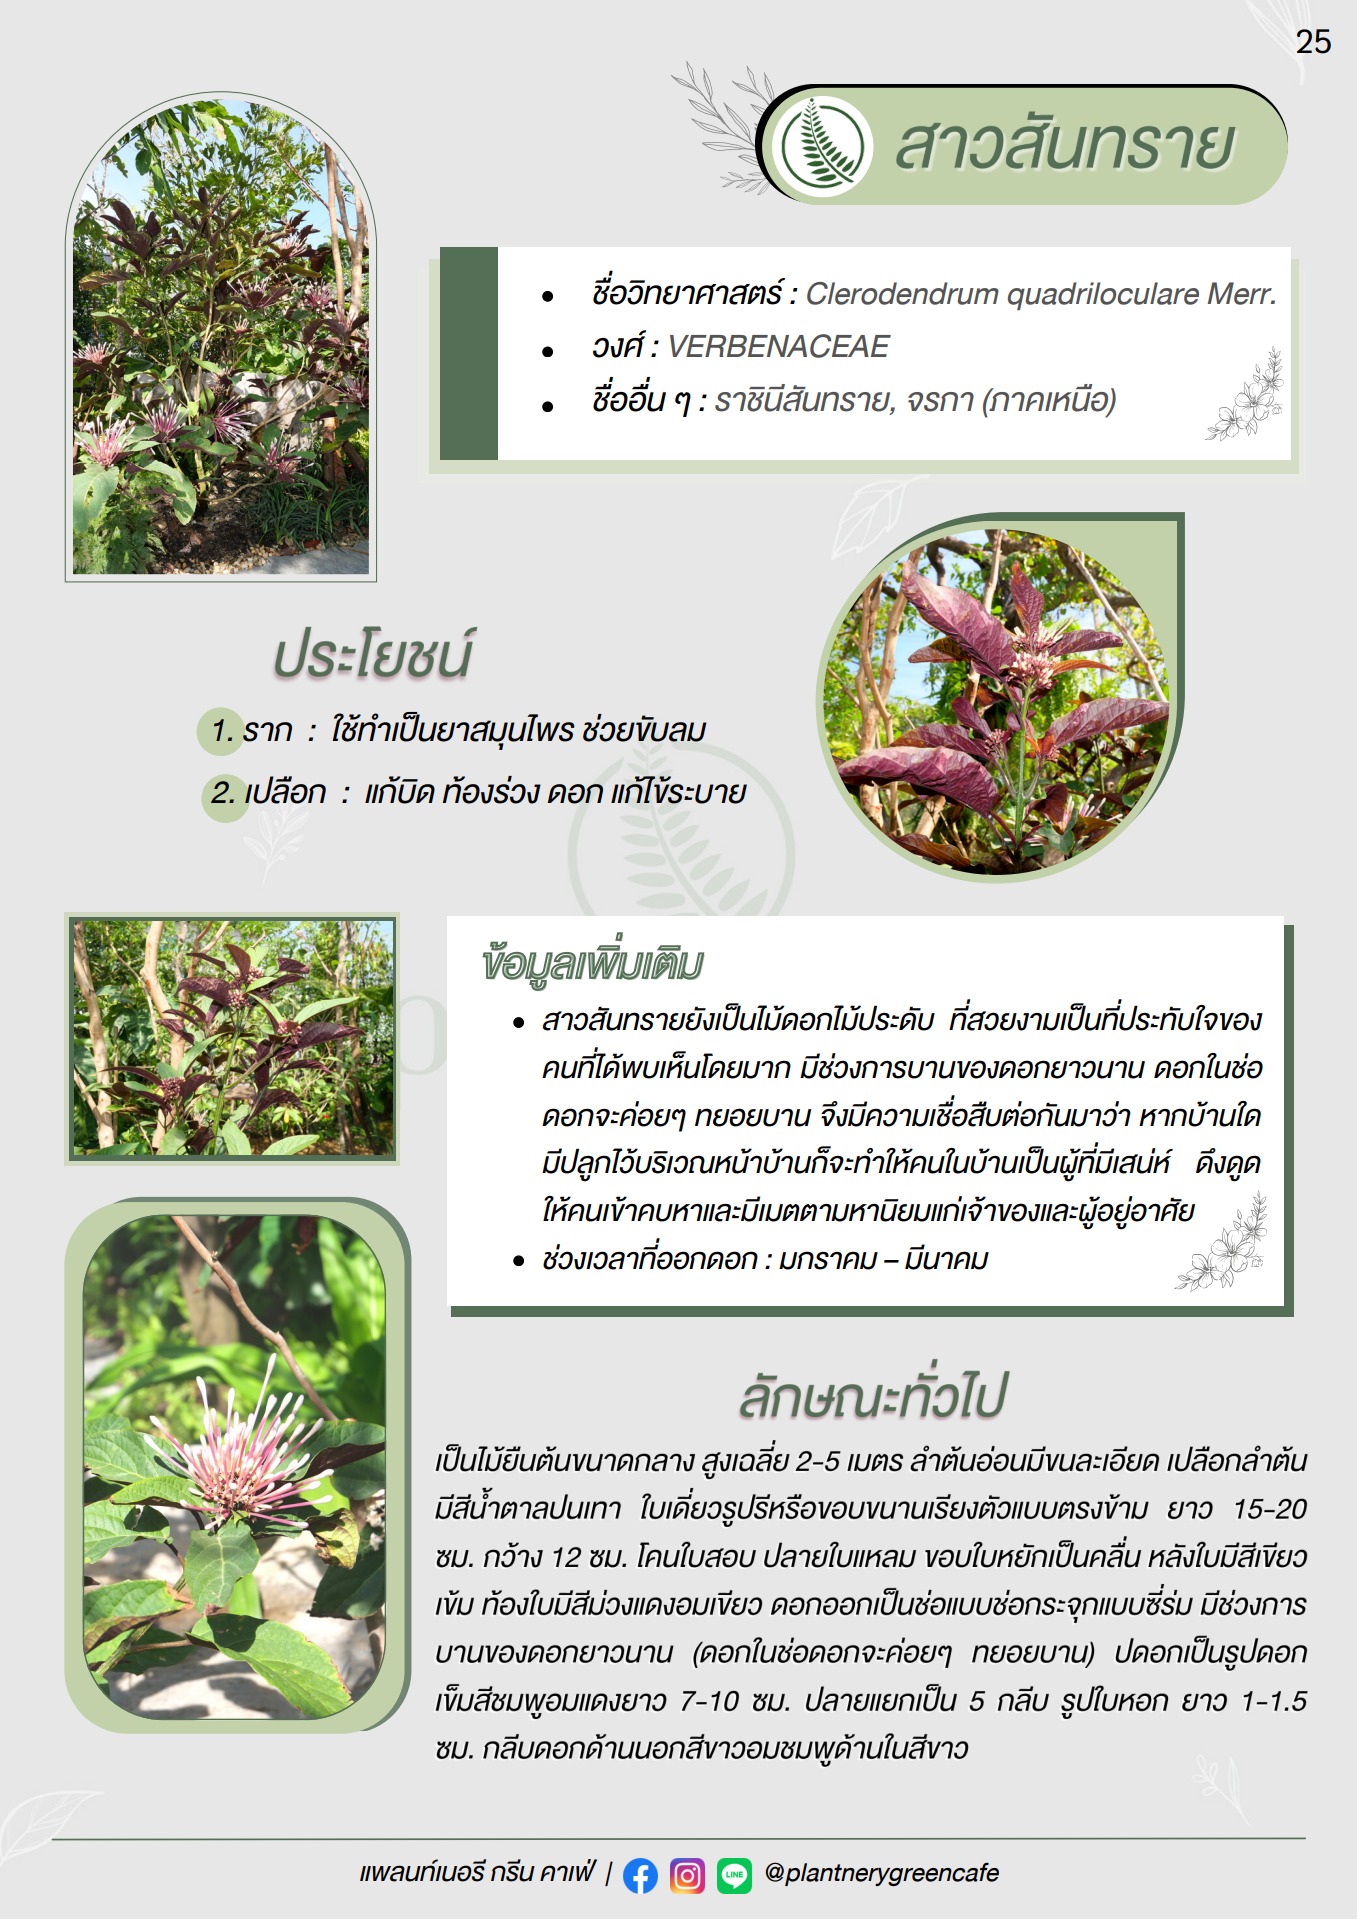 25
สาวสันทราย
• ชื่อวิทยาศาสตร์ : Clerodendrum quadriloculare Merr.
• วงศ์ : VERBENACEAE
• ชื่ออื่น ๆ : ราชินีสันทราย, จรกา (ภาคเหนือ)
ประโยชน์
1. ราก : ใช้ทำเป็นยาสมุนไพร ช่วยขับลม
2. เปลือก : แก้บิด ท้องร่วง ดอก แก้ไข้ระบาย
ข้อมูลเพิ่มเติม
• สาวสันทรายยังเป็นไม้ดอกไม้ประดับ ที่สวยงามเป็นที่ประทับใจของ
คนที่ได้พบเห็นโดยมาก มีช่วงการบานของดอกยาวนาน ดอกในช่อ
ดอกจะค่อยๆ ทยอยบาน จึงมีความเชื่อสืบต่อกันมาว่า หากบ้านใด
มีปลูกไว้บริเวณหน้าบ้านก็จะทำให้คนในบ้านเป็นผู้ที่มีเสน่ห์ ดึงดูด
ให้คนเข้าคบหาและมีเมตตามหานิยมแก่เจ้าของและผู้อยู่อาศัย
• ช่วงเวลาที่ออกดอก : มกราคม – มีนาคม
ลักษณะทั่วไป
เป็นไม้ยืนต้นขนาดกลาง สูงเฉลี่ย 2-5 เมตร ลำต้นอ่อนมีขนละเอียด เปลือกลำต้น
มีสีน้ำตาลปนเทา ใบเดี่ยวรูปรีหรือขอบขนานเรียงตัวแบบตรงข้าม ยาว 15-20
ซม. กว้าง 12 ซม. โคนใบสอบ ปลายใบแหลม ขอบใบหยักเป็นคลื่น หลังใบมีสีเขียว
เข้ม ท้องใบมีสีม่วงแดงอมเขียว ดอกออกเป็นช่อแบบช่อกระจุกแบบซี่ร่ม มีช่วงการ
บานของดอกยาวนาน (ดอกในช่อดอกจะค่อยๆ ทยอยบาน) ปดอกเป็นรูปดอก
เข็มสีชมพูอมแดงยาว 7-10 ซม. ปลายแยกเป็น 5 กลีบ รูปใบหอก ยาว 1-1.5
ซม. กลีบดอกด้านนอกสีขาวอมชมพูด้านในสีขาว
แพลนท์เนอรี กรีน คาเฟ่ | LINE @plantnerygreencafe